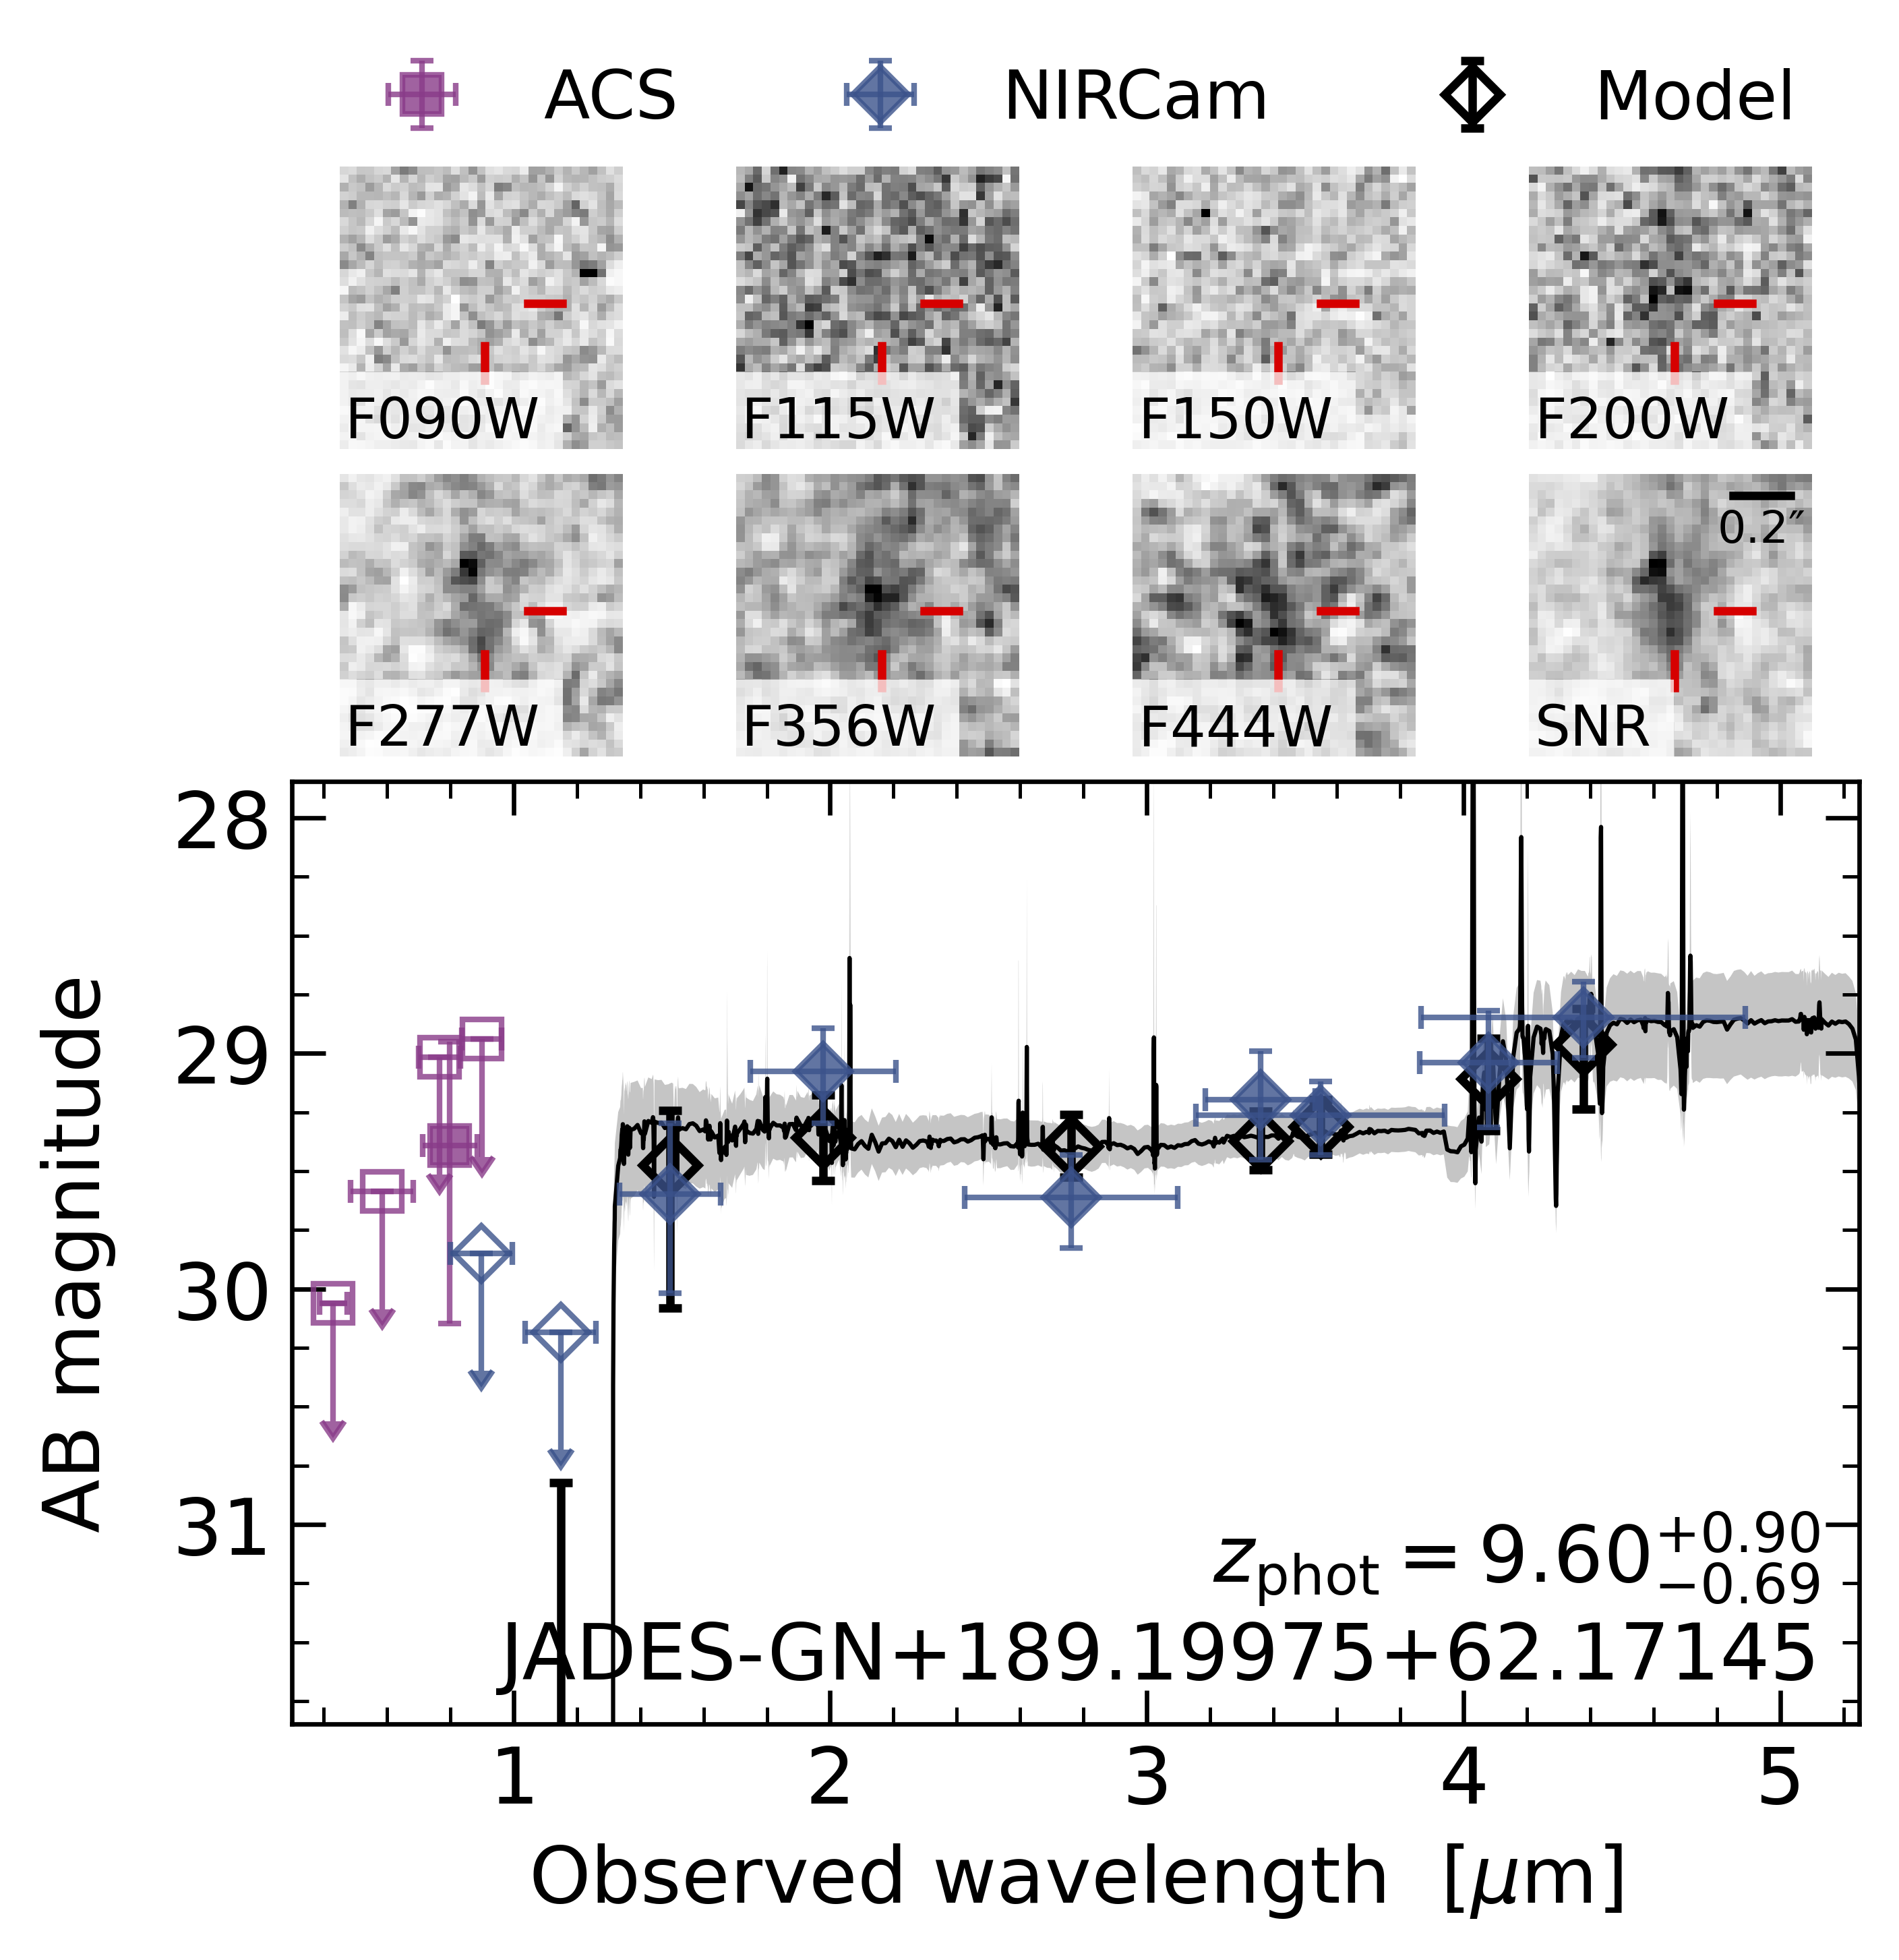 ACS NIRCam Model
F090W F115W F150W F200W
0.2″
F277W F356W F444W SNR
28
29
30
31
AB magnitude
z_phot = 9.60 +0.90 −0.69
JADES-GN+189.19975+62.17145
1 2 3 4 5
Observed wavelength [μm]